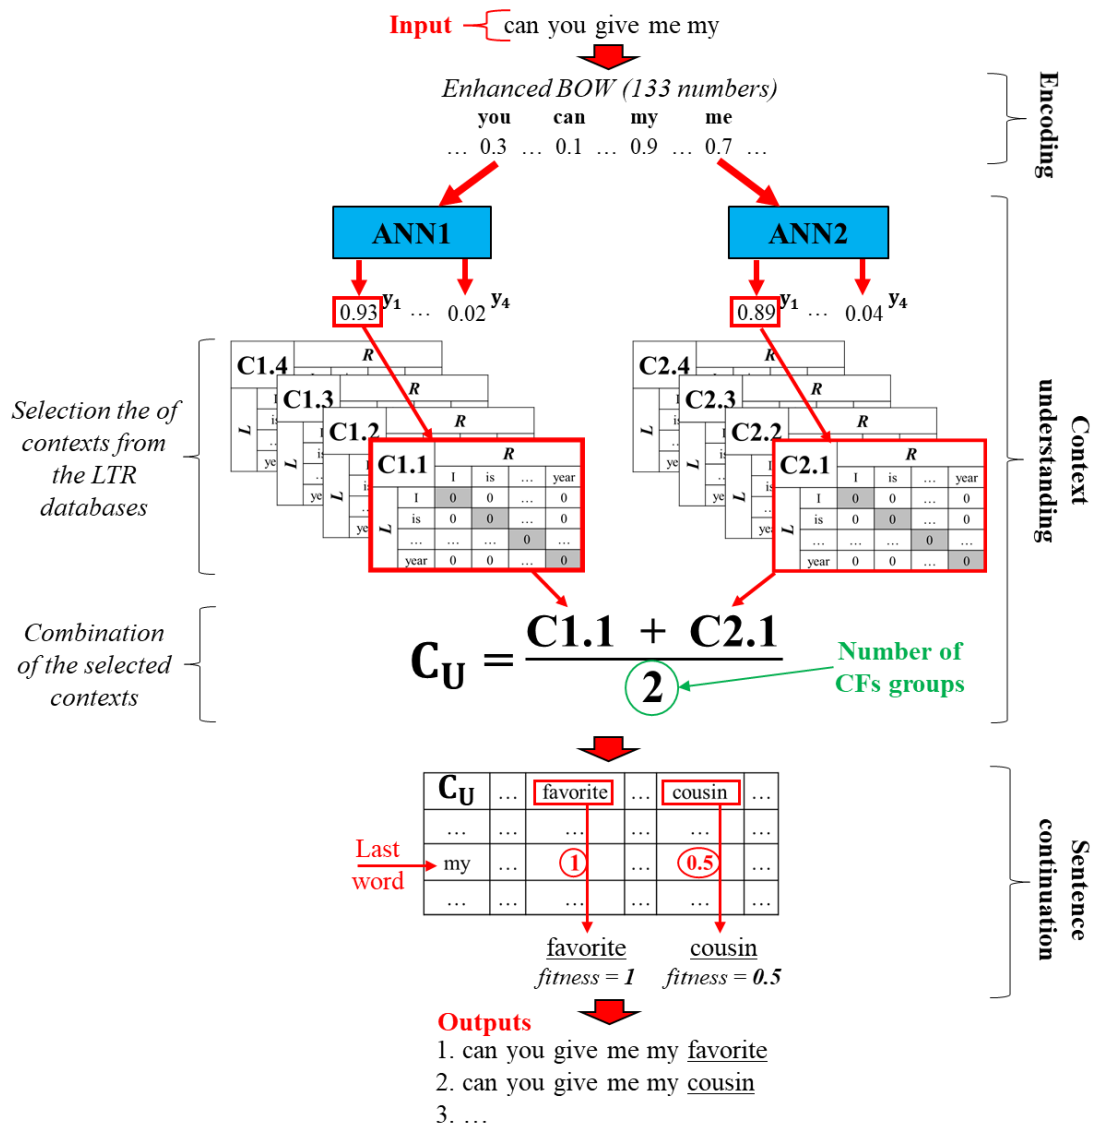 Input can you give me my
Enhanced BOW (133 numbers)
you can my me
… 0.3 … 0.1 … 0.9 … 0.7 …
Encoding
ANN1 ANN2
0.93 y1 … 0.02 y4 0.89 y1 … 0.04 y4
C1.4 R C2.4 R
C1.3 R C2.3 R
C1.2 R C2.2 R
L L
L L
L L
Selection the of
contexts from
the LTR
databases
C1.1 R
I is … year
L
I 0 0 … 0
is 0 0 … 0
… … … 0 …
year 0 0 … 0
C2.1 R
I is … year
L
I 0 0 … 0
is 0 0 … 0
… … … 0 …
year 0 0 … 0
Context
understanding
Combination
of the selected
contexts
CU = C1.1 + C2.1
2
Number of
CFs groups
CU … favorite … cousin …
… … … … … …
Last
word
my … 1 … 0.5 …
… … … … … …
Sentence
continuation
favorite cousin
fitness = 1 fitness = 0.5
Outputs
1. can you give me my favorite
2. can you give me my cousin
3. …